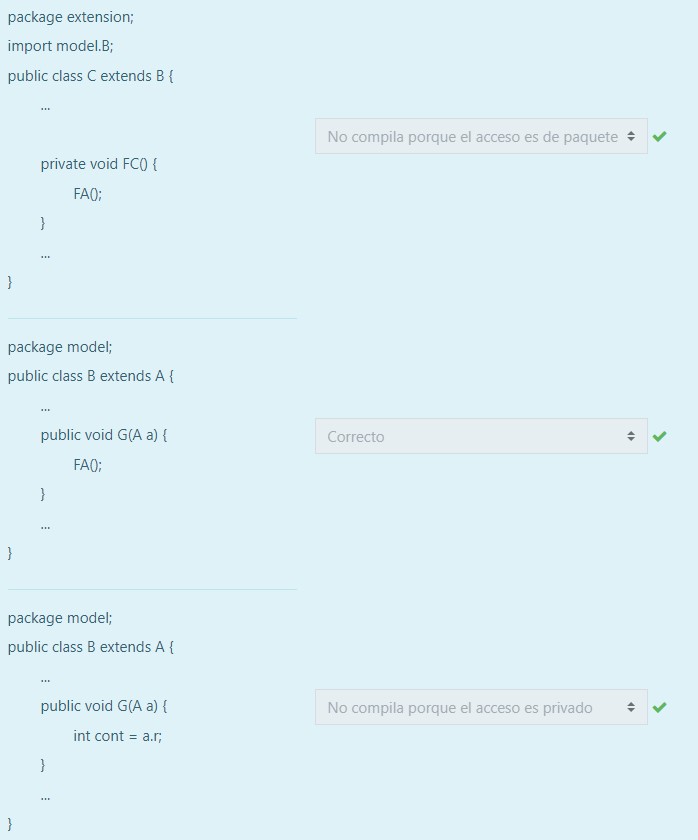 package extension;
import model.B;
public class C extends B {
...
No compila porque el acceso es de paquete
private void FC() {
FA();
}
...
}
package model;
public class B extends A {
...
public void G(A a) {
Correcto
FA();
}
...
}
package model;
public class B extends A {
...
public void G(A a) {
No compila porque el acceso es privado
int cont = a.r;
}
...
}